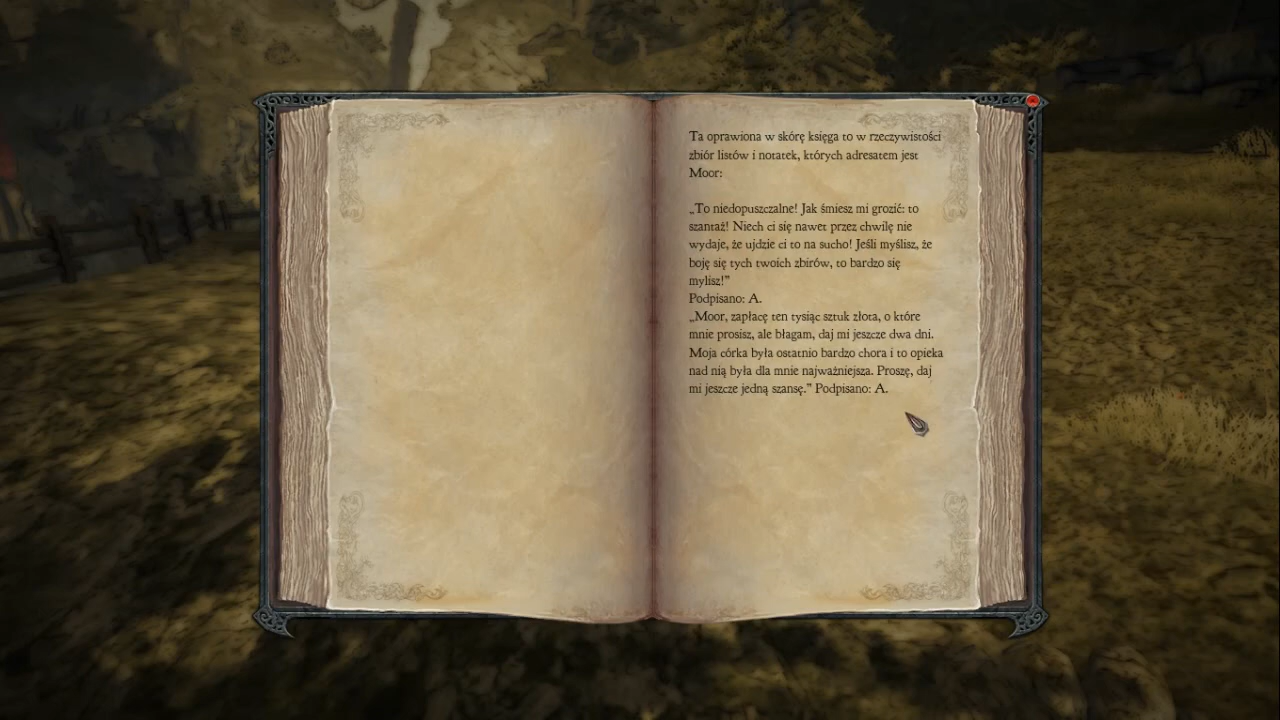 Ta oprawiona w skórę księga to w rzeczywistości
zbiór listów i notatek, których adresatem jest
Moor:
„To niedopuszczalne! Jak śmiesz mi grozić: to
szantaż! Niech ci się nawet przez chwilę nie
wydaje, że ujdzie ci to na sucho! Jeśli myślisz, że
boję się tych twoich zbirów, to bardzo się
mylisz!”
Podpisano: A.
„Moor, zapłacę ten tysiąc sztuk złota, o które
mnie prosisz, ale błagam, daj mi jeszcze dwa dni.
Moja córka była ostatnio bardzo chora i to opieka
nad nią była dla mnie najważniejsza. Proszę, daj
mi jeszcze jedną szansę.” Podpisano: A.